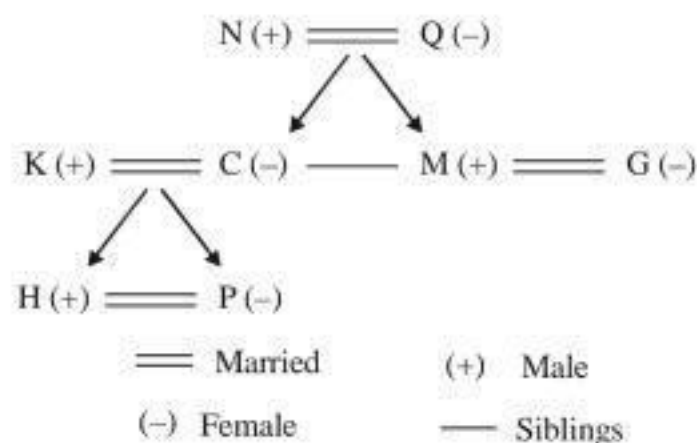 N (+) Q (–)
K (+) C (–) M (+) G (–)
H (+) P (–)
Married (+) Male
(–) Female Siblings